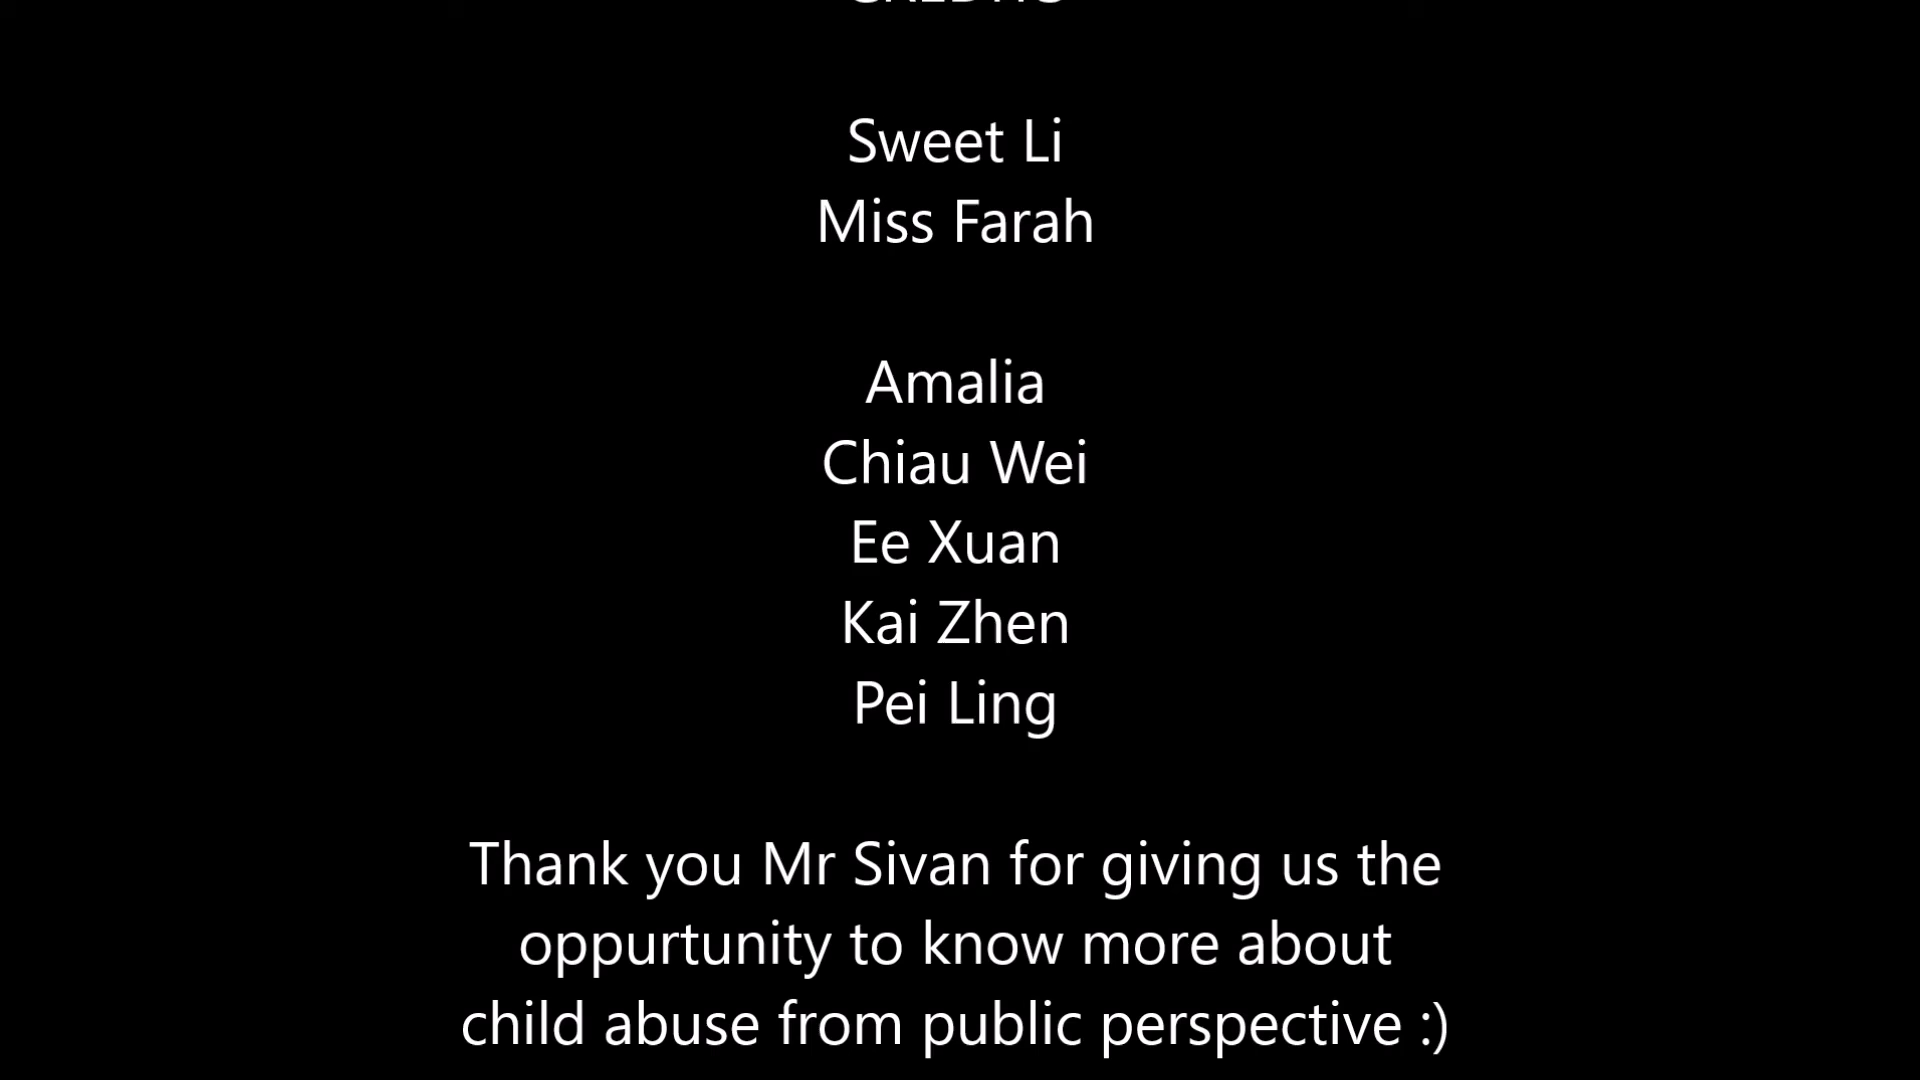 CREDITS
Sweet Li
Miss Farah
Amalia
Chiau Wei
Ee Xuan
Kai Zhen
Pei Ling
Thank you Mr Sivan for giving us the
oppurtunity to know more about
child abuse from public perspective :)